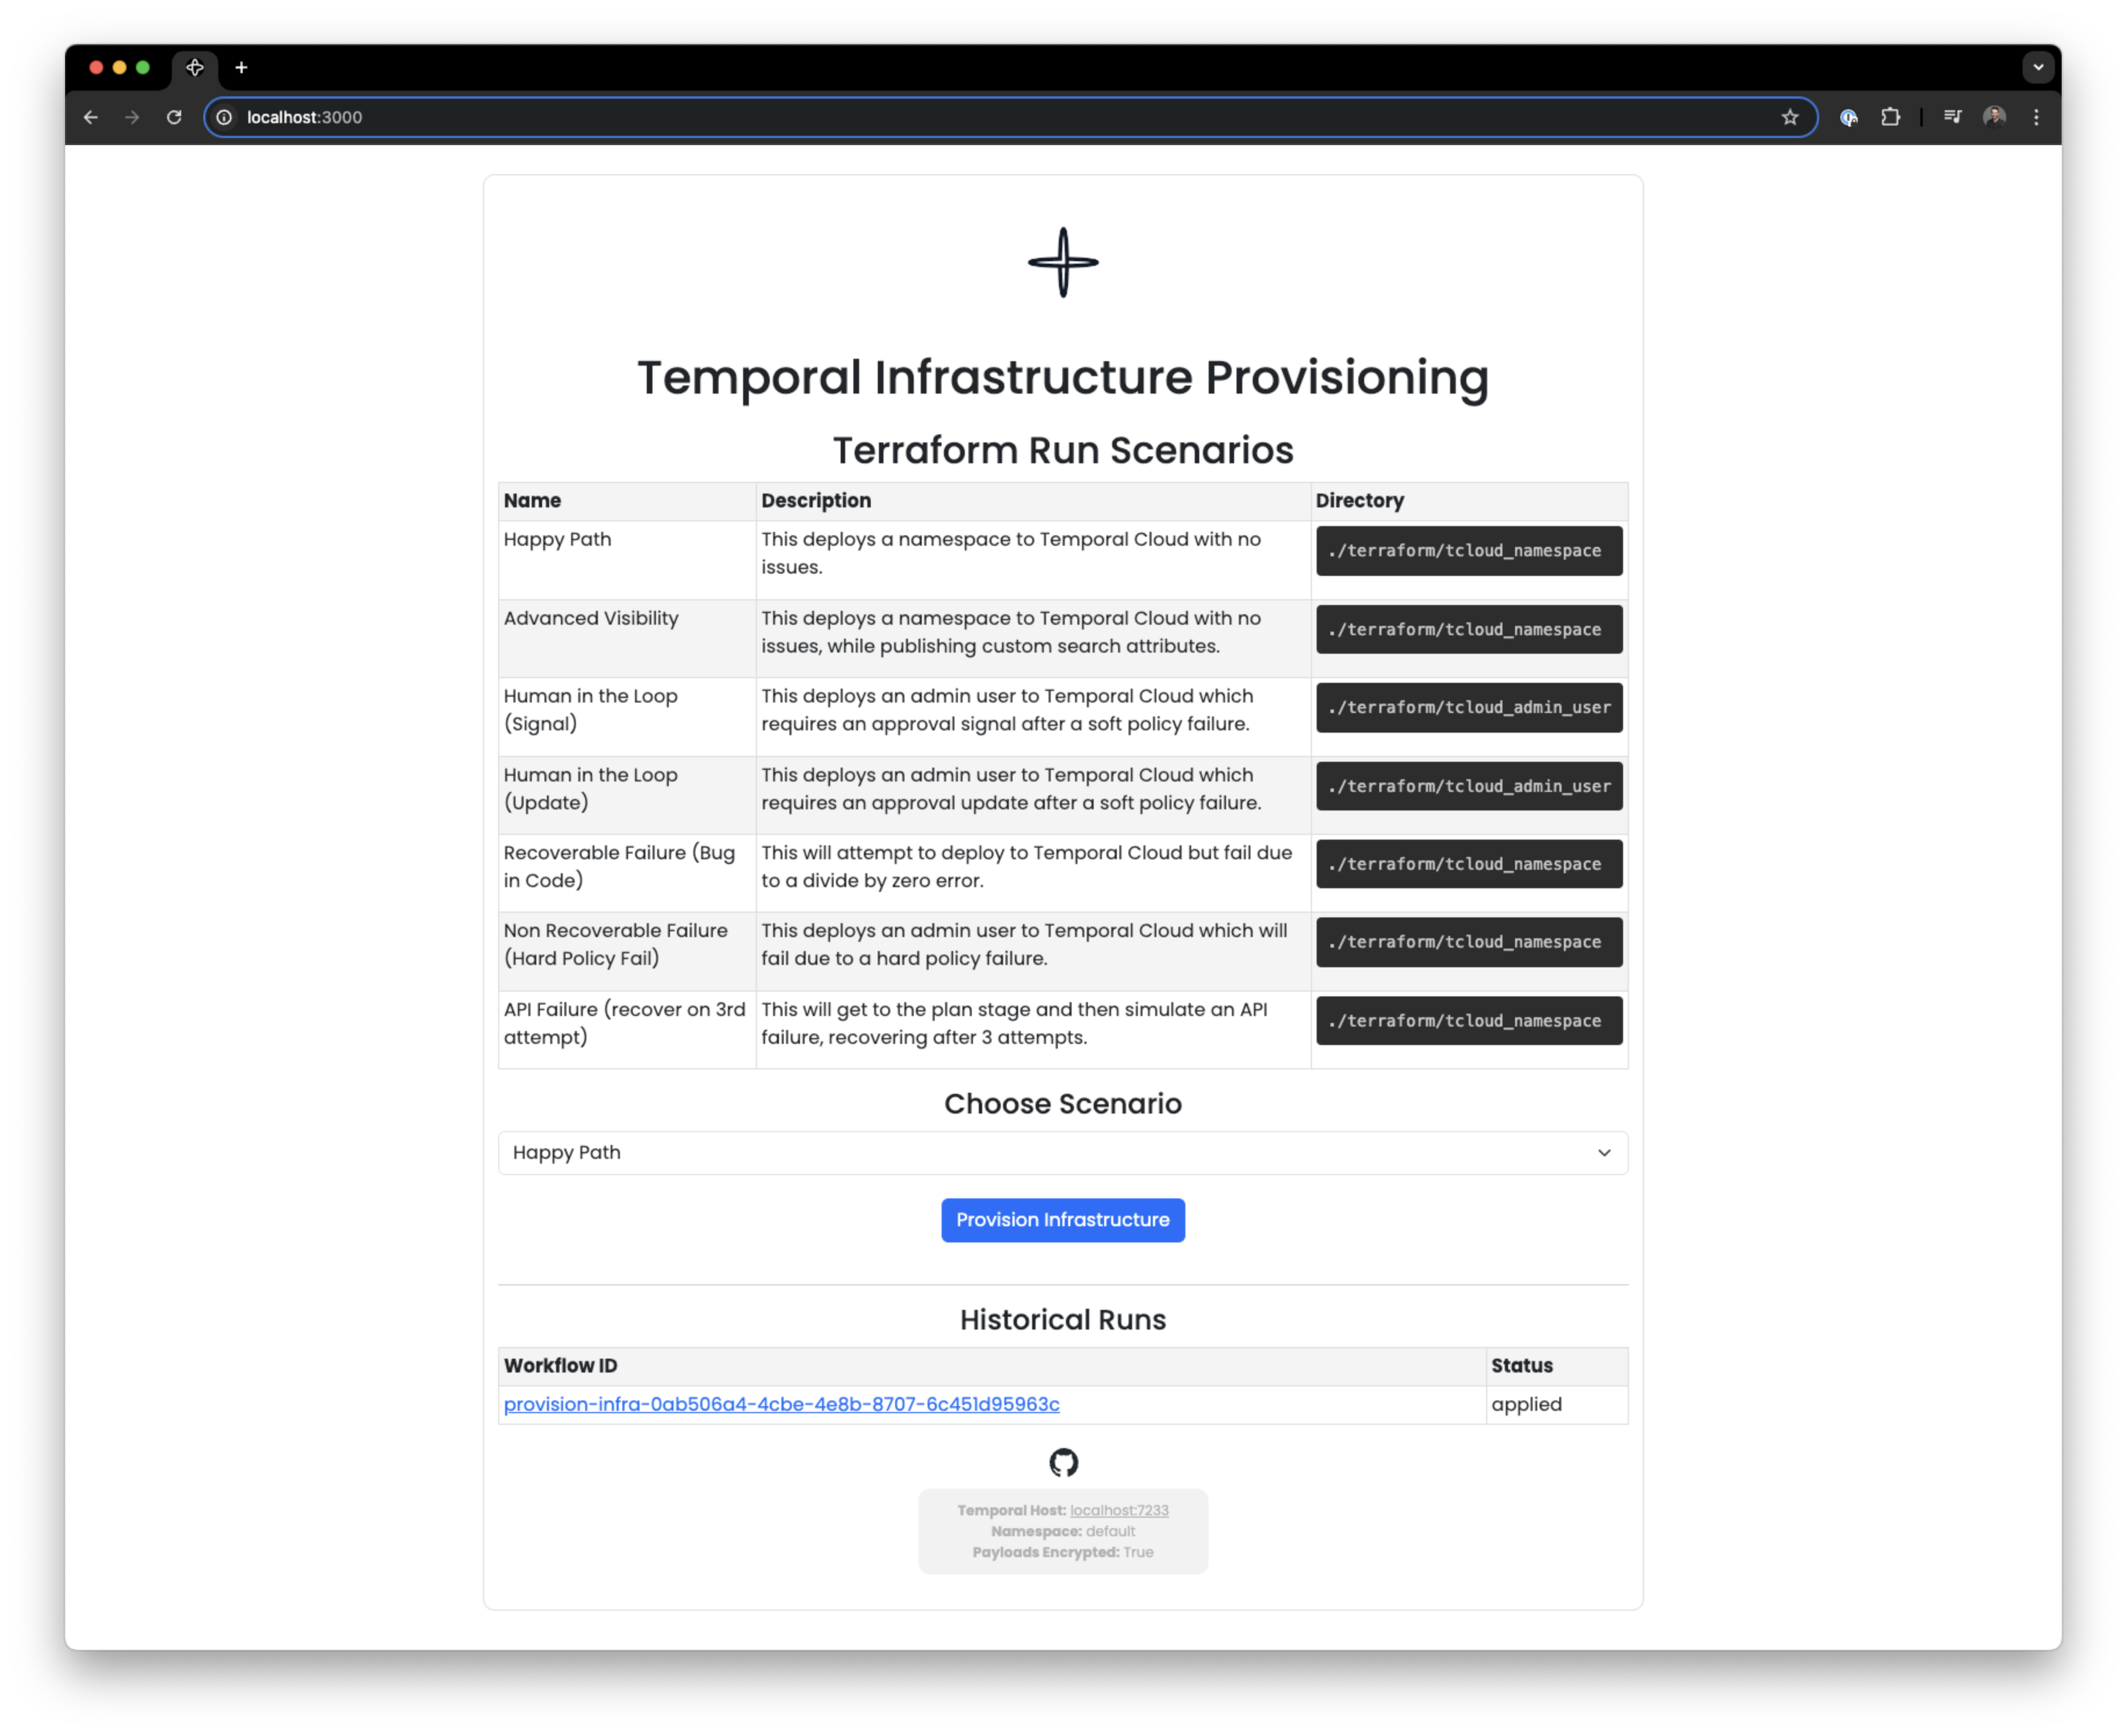 localhost:3000
Temporal Infrastructure Provisioning
Terraform Run Scenarios
Name Description Directory
Happy Path This deploys a namespace to Temporal Cloud with no ./terraform/tcloud_namespace
issues.
Advanced Visibility This deploys a namespace to Temporal Cloud with no ./terraform/tcloud_namespace
issues, while publishing custom search attributes.
Human in the Loop This deploys an admin user to Temporal Cloud which ./terraform/tcloud_admin_user
(Signal) requires an approval signal after a soft policy failure.
Human in the Loop This deploys an admin user to Temporal Cloud which ./terraform/tcloud_admin_user
(Update) requires an approval update after a soft policy failure.
Recoverable Failure (Bug This will attempt to deploy to Temporal Cloud but fail due ./terraform/tcloud_namespace
in Code) to a divide by zero error.
Non Recoverable Failure This deploys an admin user to Temporal Cloud which will ./terraform/tcloud_namespace
(Hard Policy Fail) fail due to a hard policy failure.
API Failure (recover on 3rd This will get to the plan stage and then simulate an API ./terraform/tcloud_namespace
attempt) failure, recovering after 3 attempts.
Choose Scenario
Happy Path
Provision Infrastructure
Historical Runs
Workflow ID Status
provision-infra-0ab506a4-4cbe-4e8b-8707-6c451d95963c applied
Temporal Host: localhost:7233
Namespace: default
Payloads Encrypted: True